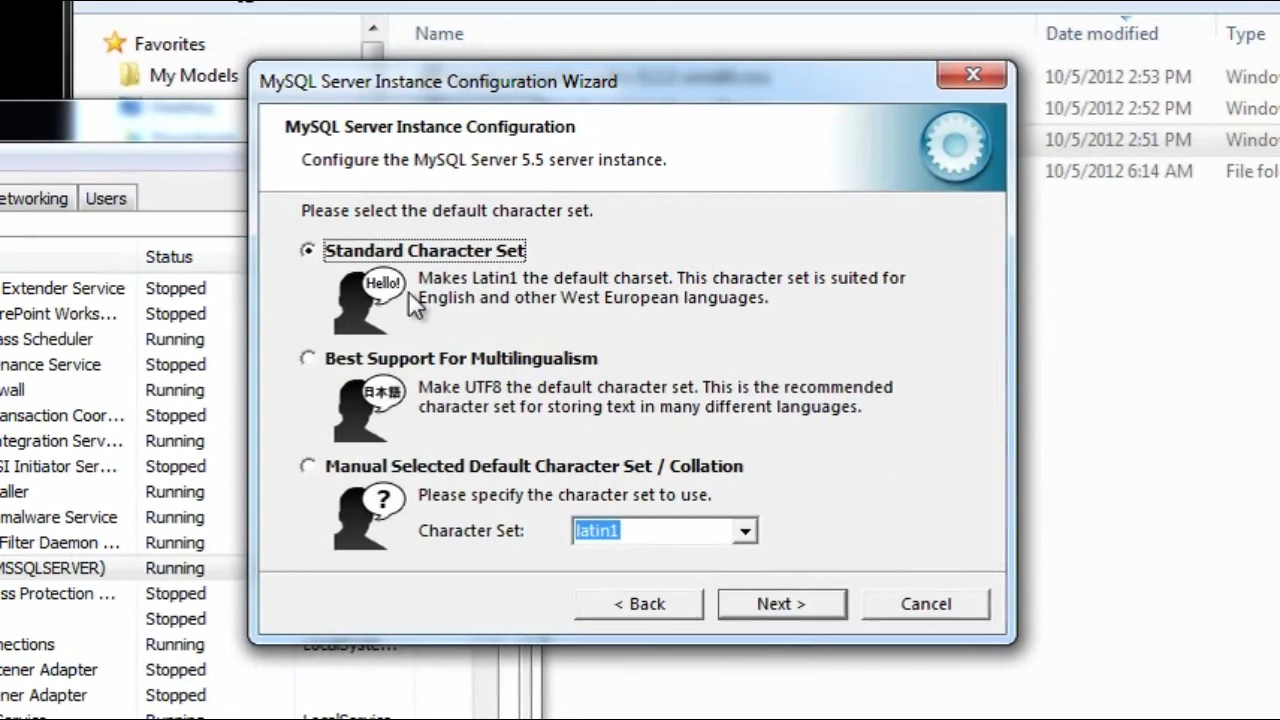 Favorites
My Models
Name
Date modified
Type
10/5/2012 2:53 PM
Windo
10/5/2012 2:52 PM
Windo
10/5/2012 2:51 PM
Windo
10/5/2012 6:14 AM
File fol
MySQL Server Instance Configuration Wizard
MySQL Server Instance Configuration
Configure the MySQL Server 5.5 server instance.
Please select the default character set.
Standard Character Set
Hello!
Makes Latin1 the default charset. This character set is suited for
English and other West European languages.
Best Support For Multilingualism
日本語
Make UTF8 the default character set. This is the recommended
character set for storing text in many different languages.
Manual Selected Default Character Set / Collation
?
Please specify the character set to use.
Character Set:
latin1
< Back
Next >
Cancel
etworking
Users
Status
Extender Service
Stopped
rePoint Works...
Stopped
ass Scheduler
Running
nance Service
Stopped
wall
Running
ansaction Coor...
Stopped
ntegration Serv...
Running
SI Initiator Ser...
Stopped
aller
Running
malware Service
Running
Filter Daemon ...
Running
MSSQLSERVER)
Running
ss Protection ...
Stopped
Stopped
nections
Running
LocalSystem...
tener Adapter
Stopped
ner Adapter
Stopped
Running
LocalService